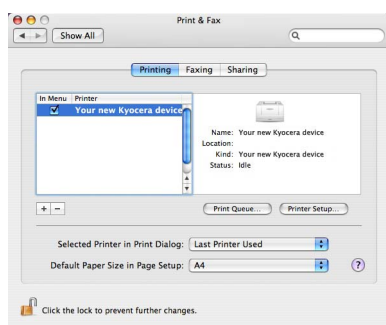 Print & Fax
Show All
Printing Faxing Sharing
In Menu Printer
Your new Kyocera device
Name: Your new Kyocera device
Location:
Kind: Your new Kyocera device
Status: Idle
+ −
Print Queue... Printer Setup...
Selected Printer in Print Dialog: Last Printer Used
Default Paper Size in Page Setup: A4
?
Click the lock to prevent further changes.